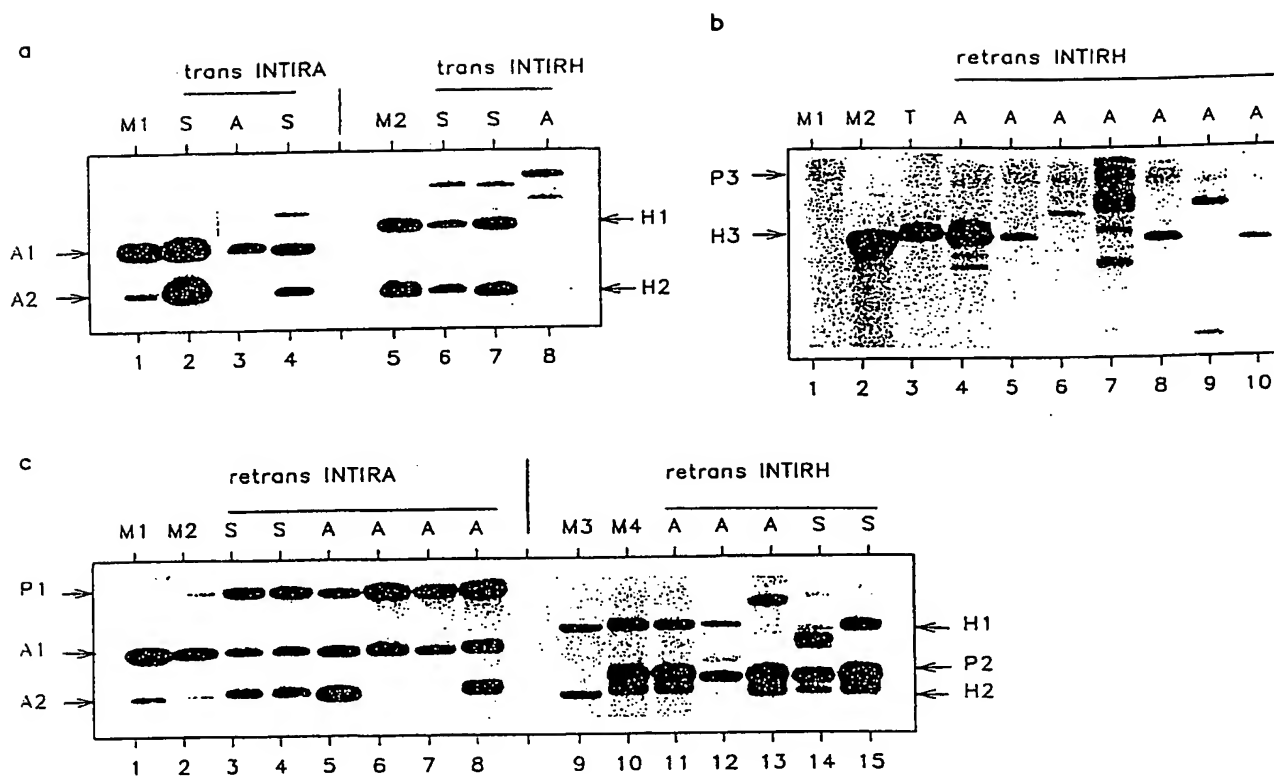 a
trans INTIRA
trans INTIRH
M1 S A S M2 S S A
A1
A2
H1
H2
1 2 3 4 5 6 7 8
b
retrans INTIRH
M1 M2 T A A A A A A A
P3
H3
1 2 3 4 5 6 7 8 9 10
c
retrans INTIRA
retrans INTIRH
M1 M2 S S A A A A M3 M4 A A A S S
P1
A1
A2
H1
P2
H2
1 2 3 4 5 6 7 8 9 10 11 12 13 14 15